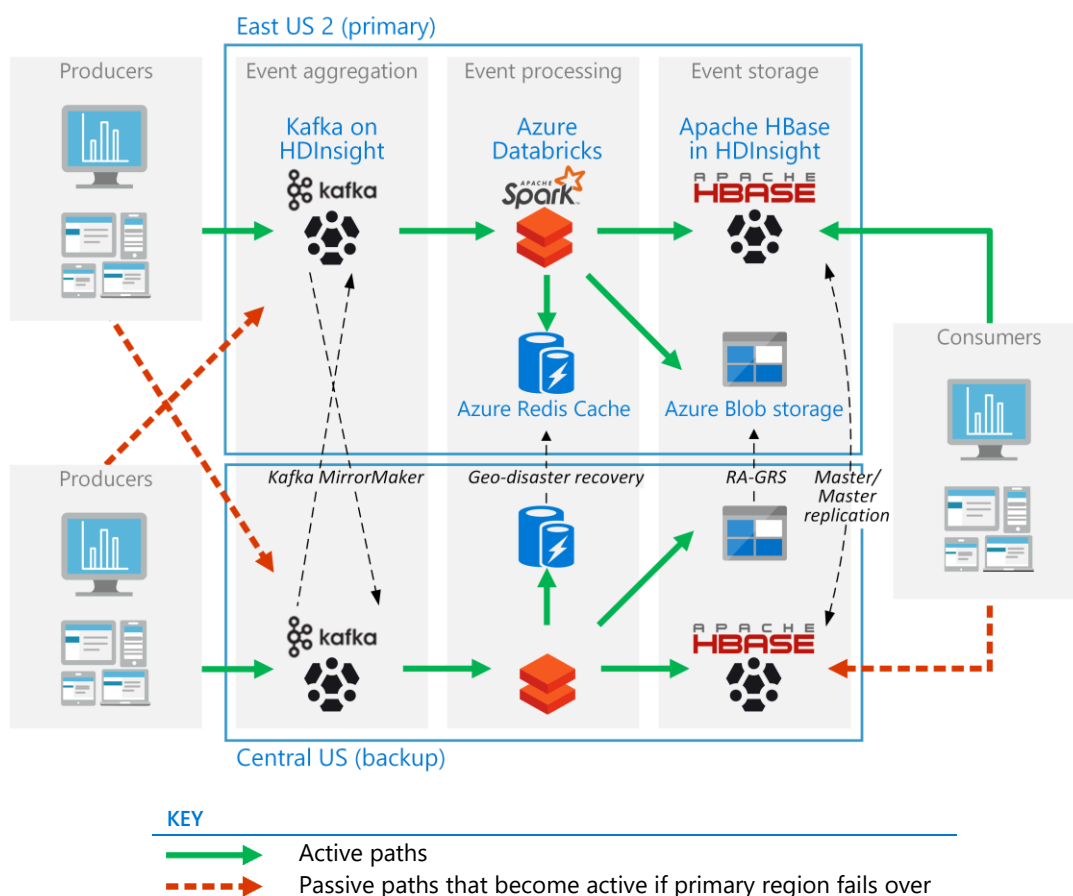 East US 2 (primary)
Producers
Event aggregation
Event processing
Event storage
Kafka on
HDInsight
Azure
Databricks
Apache HBase
in HDInsight
kafka
APACHE
Spark
APACHE
HBASE
Consumers
Azure Redis Cache
Azure Blob storage
Producers
Kafka MirrorMaker
Geo-disaster recovery
RA-GRS
Master/
Master
replication
kafka
APACHE
HBASE
Central US (backup)
KEY
Active paths
Passive paths that become active if primary region fails over